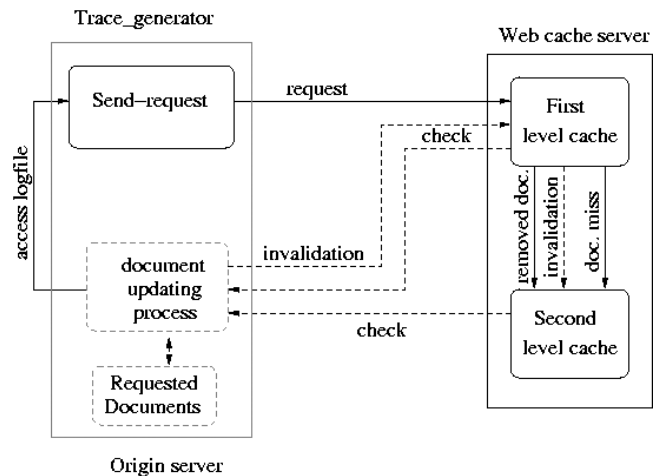 Trace_generator
Web cache server
Send-request
request
First
level cache
check
access logfile
removed doc.
invalidation
doc. miss
invalidation
document
updating
process
check
Second
level cache
Requested
Documents
Origin server